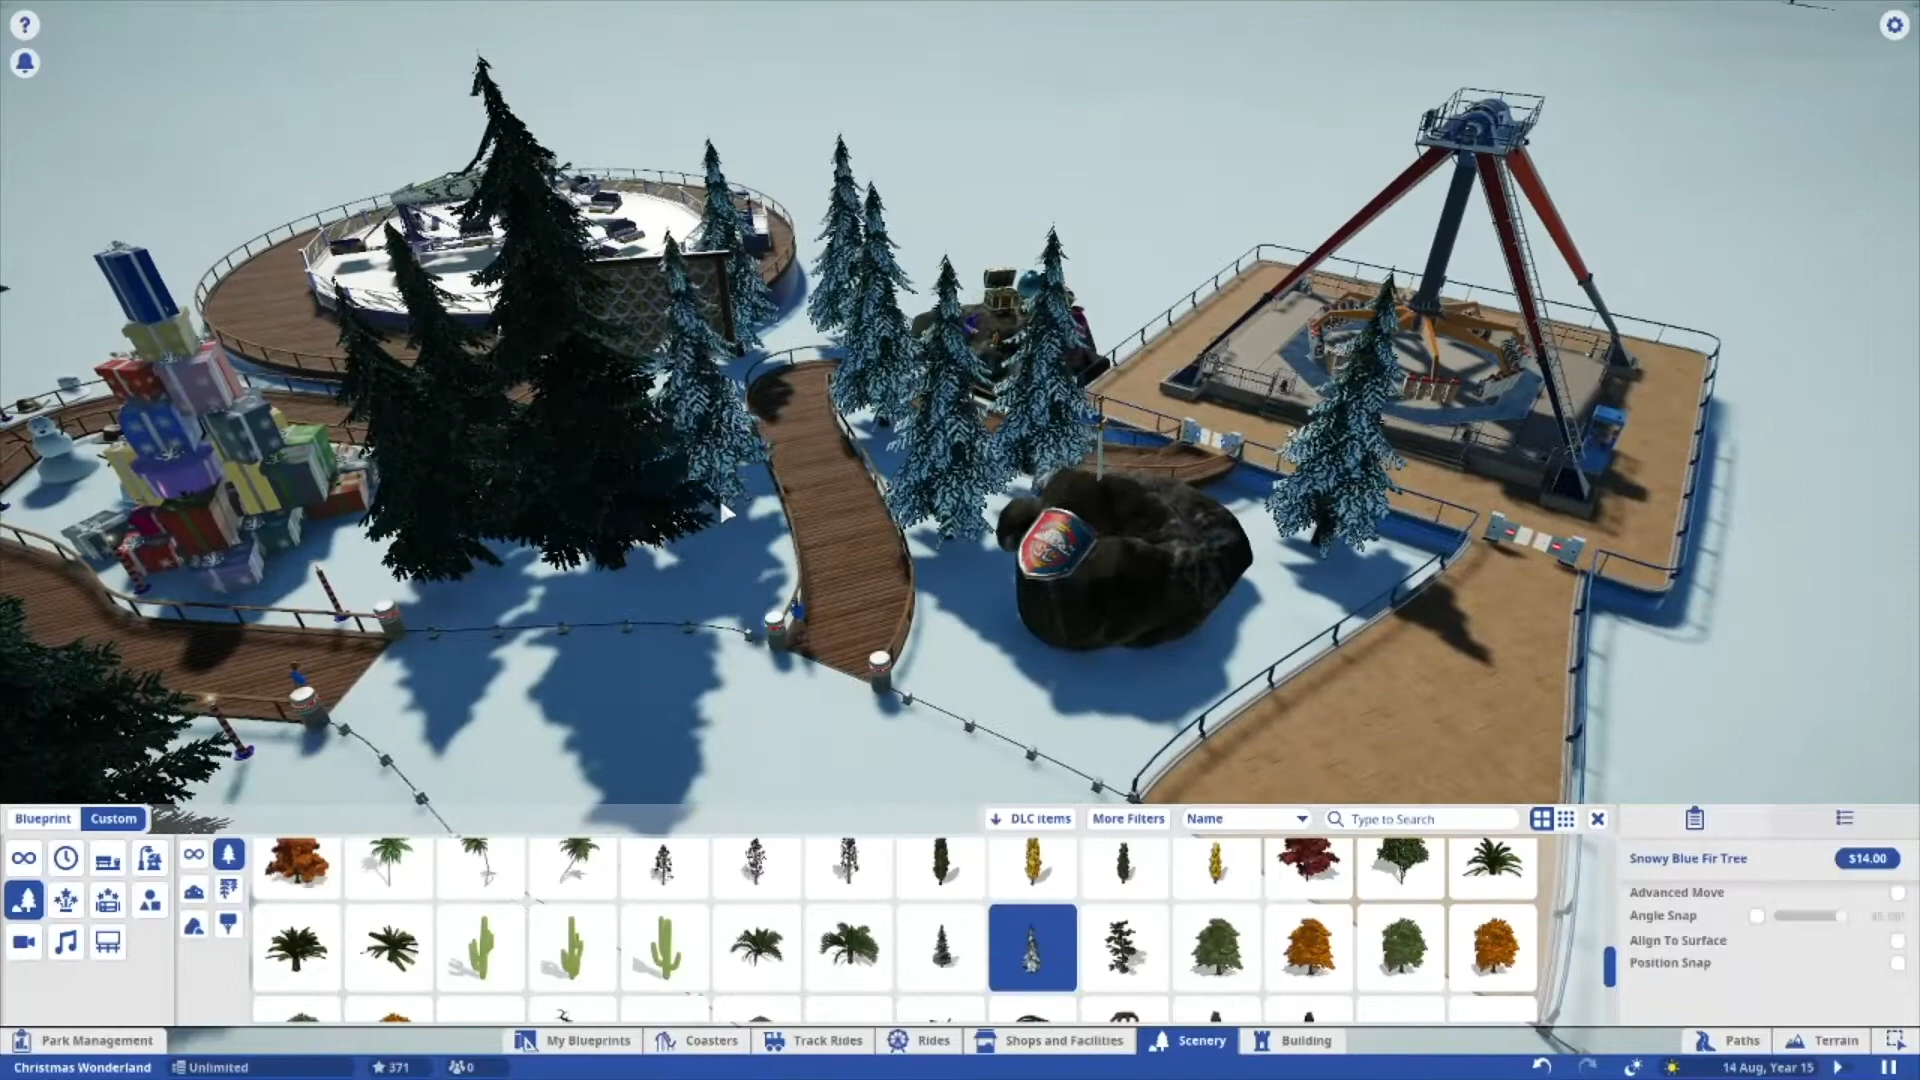 ?
Blueprint
Custom
DLC items
More Filters
Name
Type to Search
Snowy Blue Fir Tree
$14.00
Advanced Move
Angle Snap
Align To Surface
Position Snap
Park Management
My Blueprints
Coasters
Track Rides
Rides
Shops and Facilities
Scenery
Building
Paths
Terrain
Christmas Wonderland
Unlimited
371
0
14 Aug, Year 15